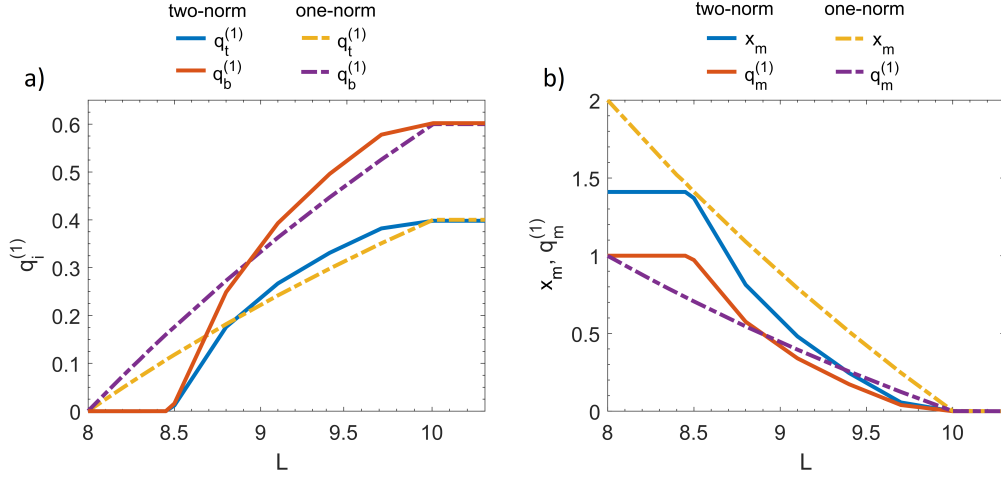 two-norm one-norm
q_t^(1) q_t^(1)
q_b^(1) q_b^(1)
a)
0.6
0.5
0.4
0.3
0.2
0.1
0
8 8.5 9 9.5 10
q_i^(1)
L
two-norm one-norm
x_m x_m
q_m^(1) q_m^(1)
b)
2
1.5
1
0.5
0
8 8.5 9 9.5 10
x_m, q_m^(1)
L